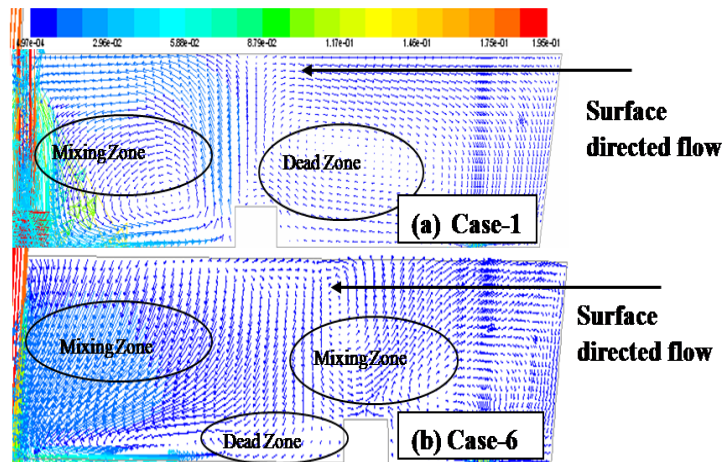 4.97e-04 2.96e-02 5.88e-02 8.79e-02 1.17e-01 1.46e-01 1.75e-01 1.95e-01
Surface
directed flow
Mixing Zone
Dead Zone
(a) Case-1
Surface
directed flow
Mixing Zone
Mixing Zone
Dead Zone
(b) Case-6